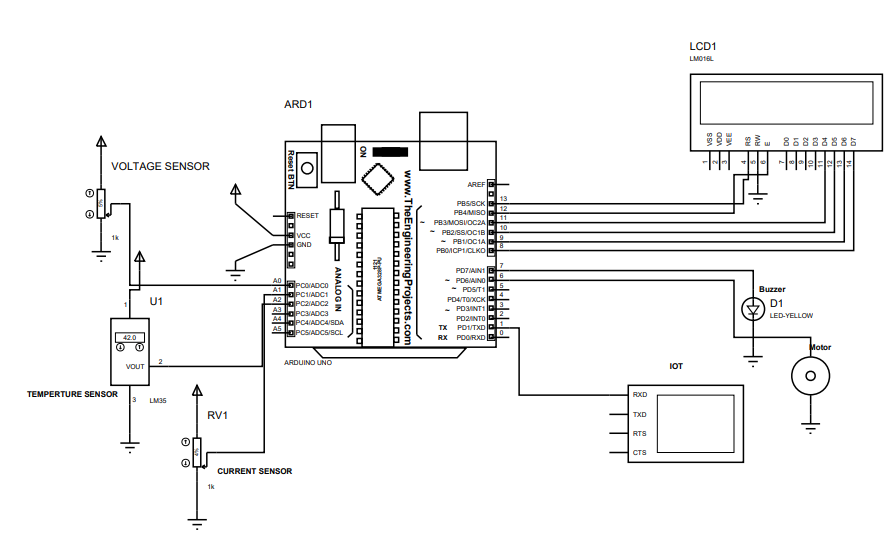 LCD1
LM016L
VSS
VDD
VEE
RS
RW
E
D0
D1
D2
D3
D4
D5
D6
D7
1
2
3
4
5
6
7
8
9
10
11
12
13
14
ARD1
ON
Reset BTN
www.TheEngineeringProjects.com
ANALOG IN
1121
ATMEGA328P-PU
RESET
VCC
GND
A0 PC0/ADC0
A1 PC1/ADC1
A2 PC2/ADC2
A3 PC3/ADC3
A4 PC4/ADC4/SDA
A5 PC5/ADC5/SCL
AREF
PB5/SCK 13
PB4/MISO 12
~ PB3/MOSI/OC2A 11
~ PB2/SS/OC1B 10
~ PB1/OC1A 9
PB0/ICP1/CLKO 8
PD7/AIN1 7
~ PD6/AIN0 6
~ PD5/T1 5
PD4/T0/XCK 4
~ PD3/INT1 3
PD2/INT0 2
TX PD1/TXD 1
RX PD0/RXD 0
ARDUINO UNO
VOLTAGE SENSOR
1k
U1
1
42.0
VOUT
2
3
LM35
TEMPERTURE SENSOR
RV1
CURRENT SENSOR
1k
Buzzer
D1
LED-YELLOW
Motor
IOT
RXD
TXD
RTS
CTS